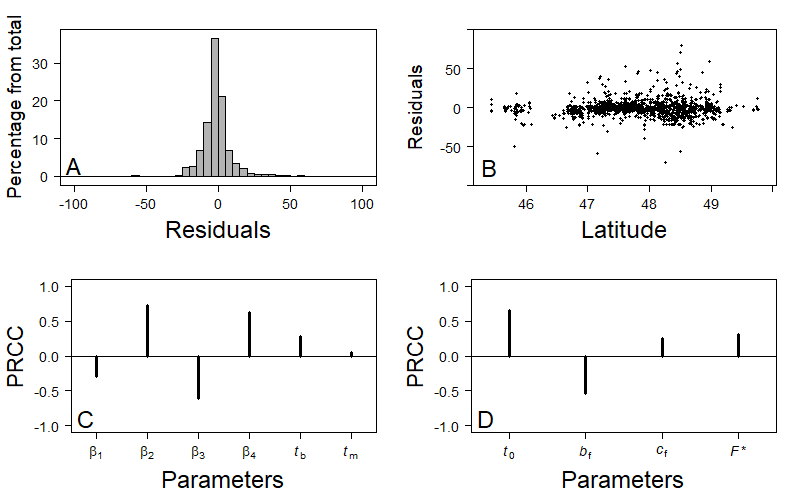 Percentage from total
30
20
10
0
A
-100 -50 0 50 100
Residuals
Residuals
50
0
-50
B
46 47 48 49
Latitude
PRCC
1.0
0.5
0.0
-0.5
-1.0
C
β1 β2 β3 β4 tb tm
Parameters
PRCC
1.0
0.5
0.0
-0.5
-1.0
D
t0 bf cf F*
Parameters